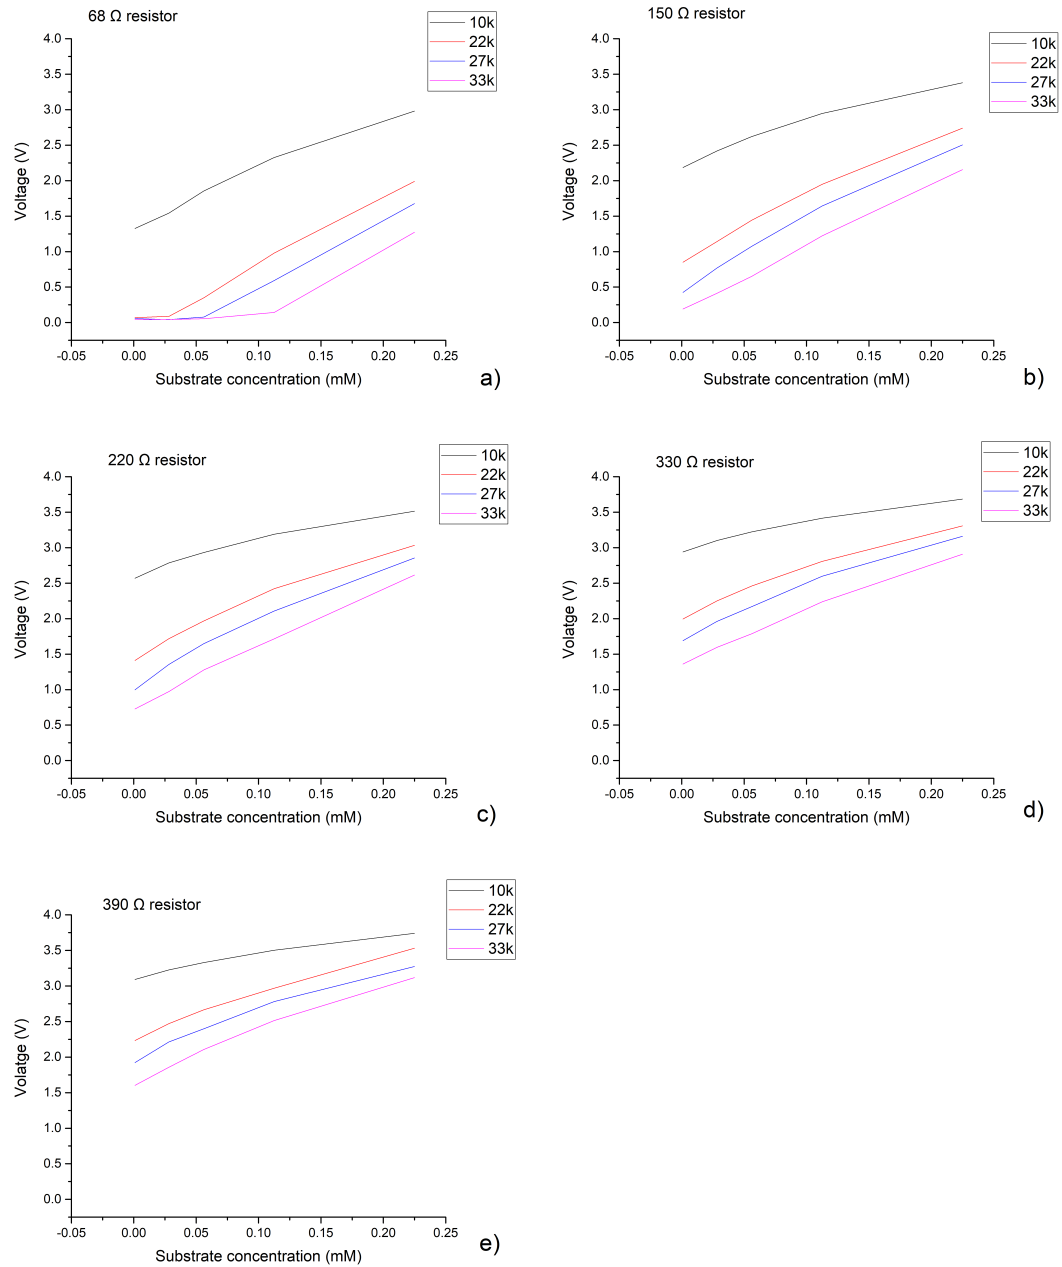 68 Ω resistor
10k
22k
27k
33k
4.0
3.5
3.0
2.5
2.0
1.5
1.0
0.5
0.0
Voltage (V)
-0.05 0.00 0.05 0.10 0.15 0.20 0.25
Substrate concentration (mM)
a)
150 Ω resistor
10k
22k
27k
33k
4.0
3.5
3.0
2.5
2.0
1.5
1.0
0.5
0.0
Voltage (V)
-0.05 0.00 0.05 0.10 0.15 0.20 0.25
Substrate concentration (mM)
b)
220 Ω resistor
10k
22k
27k
33k
4.0
3.5
3.0
2.5
2.0
1.5
1.0
0.5
0.0
Voltage (V)
-0.05 0.00 0.05 0.10 0.15 0.20 0.25
Substrate concentration (mM)
c)
330 Ω resistor
10k
22k
27k
33k
4.0
3.5
3.0
2.5
2.0
1.5
1.0
0.5
0.0
Volatge (V)
-0.05 0.00 0.05 0.10 0.15 0.20 0.25
Substrate concentration (mM)
d)
390 Ω resistor
10k
22k
27k
33k
4.0
3.5
3.0
2.5
2.0
1.5
1.0
0.5
0.0
Volatge (V)
-0.05 0.00 0.05 0.10 0.15 0.20 0.25
Substrate concentration (mM)
e)